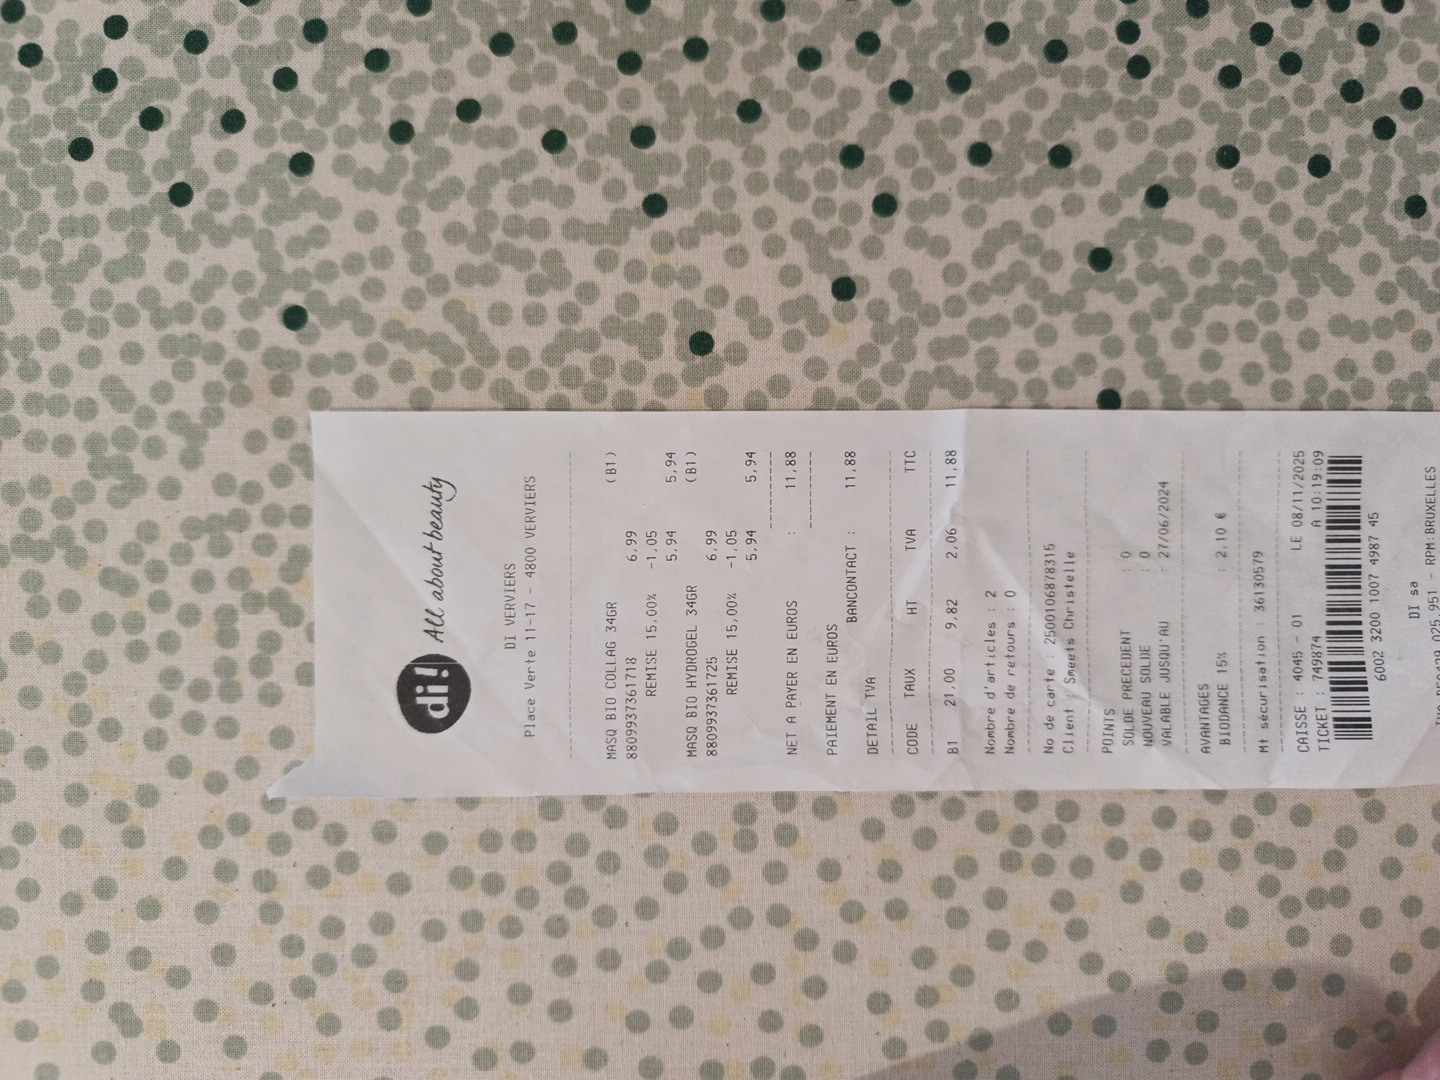 di! All about beauty
DI VERVIERS
Place Verte 11-17 - 4800 VERVIERS
MASQ BIO COLLAG 34GR (B1)
8809937361718 6,99
REMISE 15,00% -1,05
5,94 5,94
MASQ BIO HYDROGEL 34GR (B1)
8809937361725 6,99
REMISE 15,00% -1,05
5,94 5,94
NET A PAYER EN EUROS : 11,88
PAIEMENT EN EUROS
BANCONTACT : 11,88
DETAIL TVA
CODE TAUX HT TVA TTC
B1 21,00 9,82 2,06 11,88
Nombre d'articles : 2
Nombre de retours : 0
No de carte : 2500106878315
Client : Smeets Christelle
POINTS
SOLDE PRECEDENT : 0
NOUVEAU SOLDE : 0
VALABLE JUSQU'AU : 27/06/2024
AVANTAGES
BIODANCE 15% : 2,10 €
Mt sécurisation : 36130579
CAISSE : 4045 - 01 LE 08/11/2025
TICKET : 749874 A 10:19:09
6002 3200 1007 4987 45
DI sa
025.951 - RPM:BRUXELLES